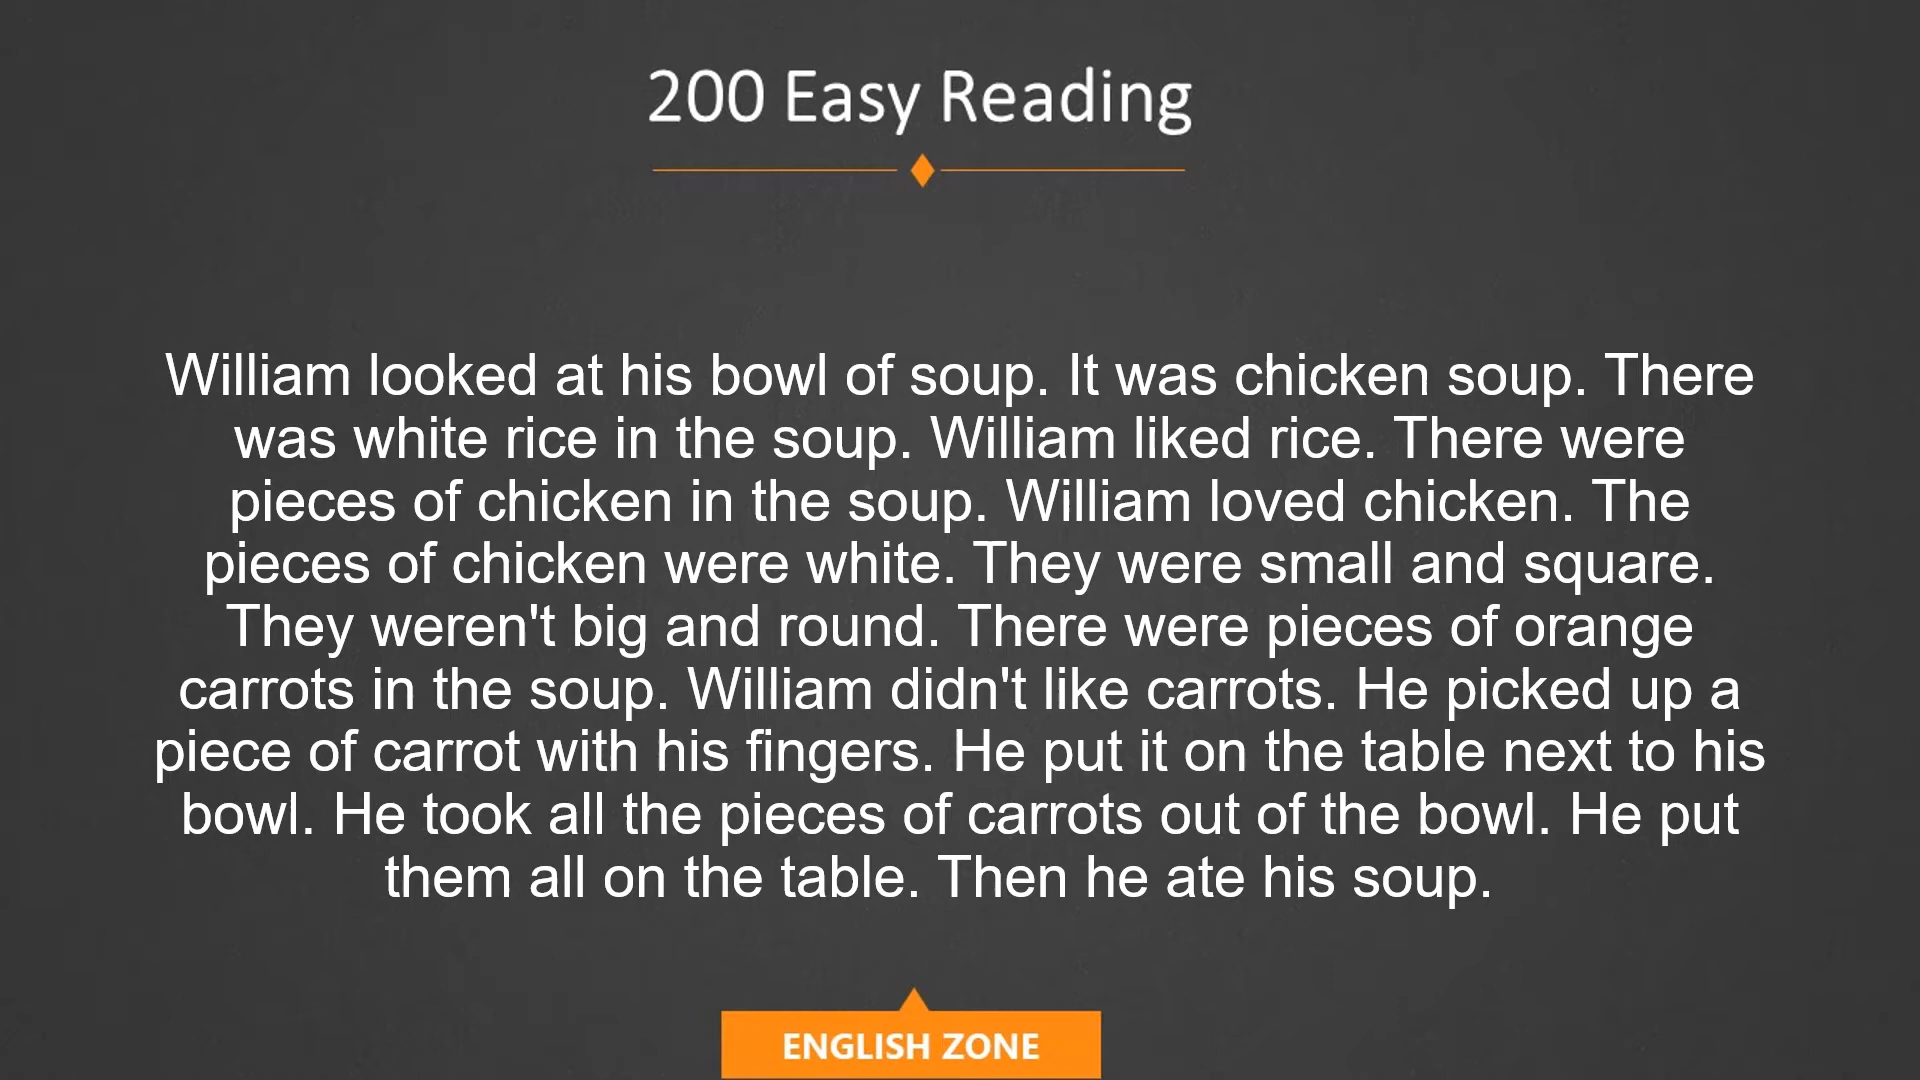 200 Easy Reading
William looked at his bowl of soup. It was chicken soup. There
was white rice in the soup. William liked rice. There were
pieces of chicken in the soup. William loved chicken. The
pieces of chicken were white. They were small and square.
They weren't big and round. There were pieces of orange
carrots in the soup. William didn't like carrots. He picked up a
piece of carrot with his fingers. He put it on the table next to his
bowl. He took all the pieces of carrots out of the bowl. He put
them all on the table. Then he ate his soup.
ENGLISH ZONE